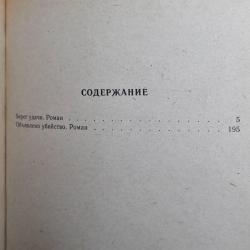 СОДЕРЖАНИЕ
Берег удачи. Роман . . . . . . . . . . 5
Объявлено убийство. Роман . . . . . . . . . . 195